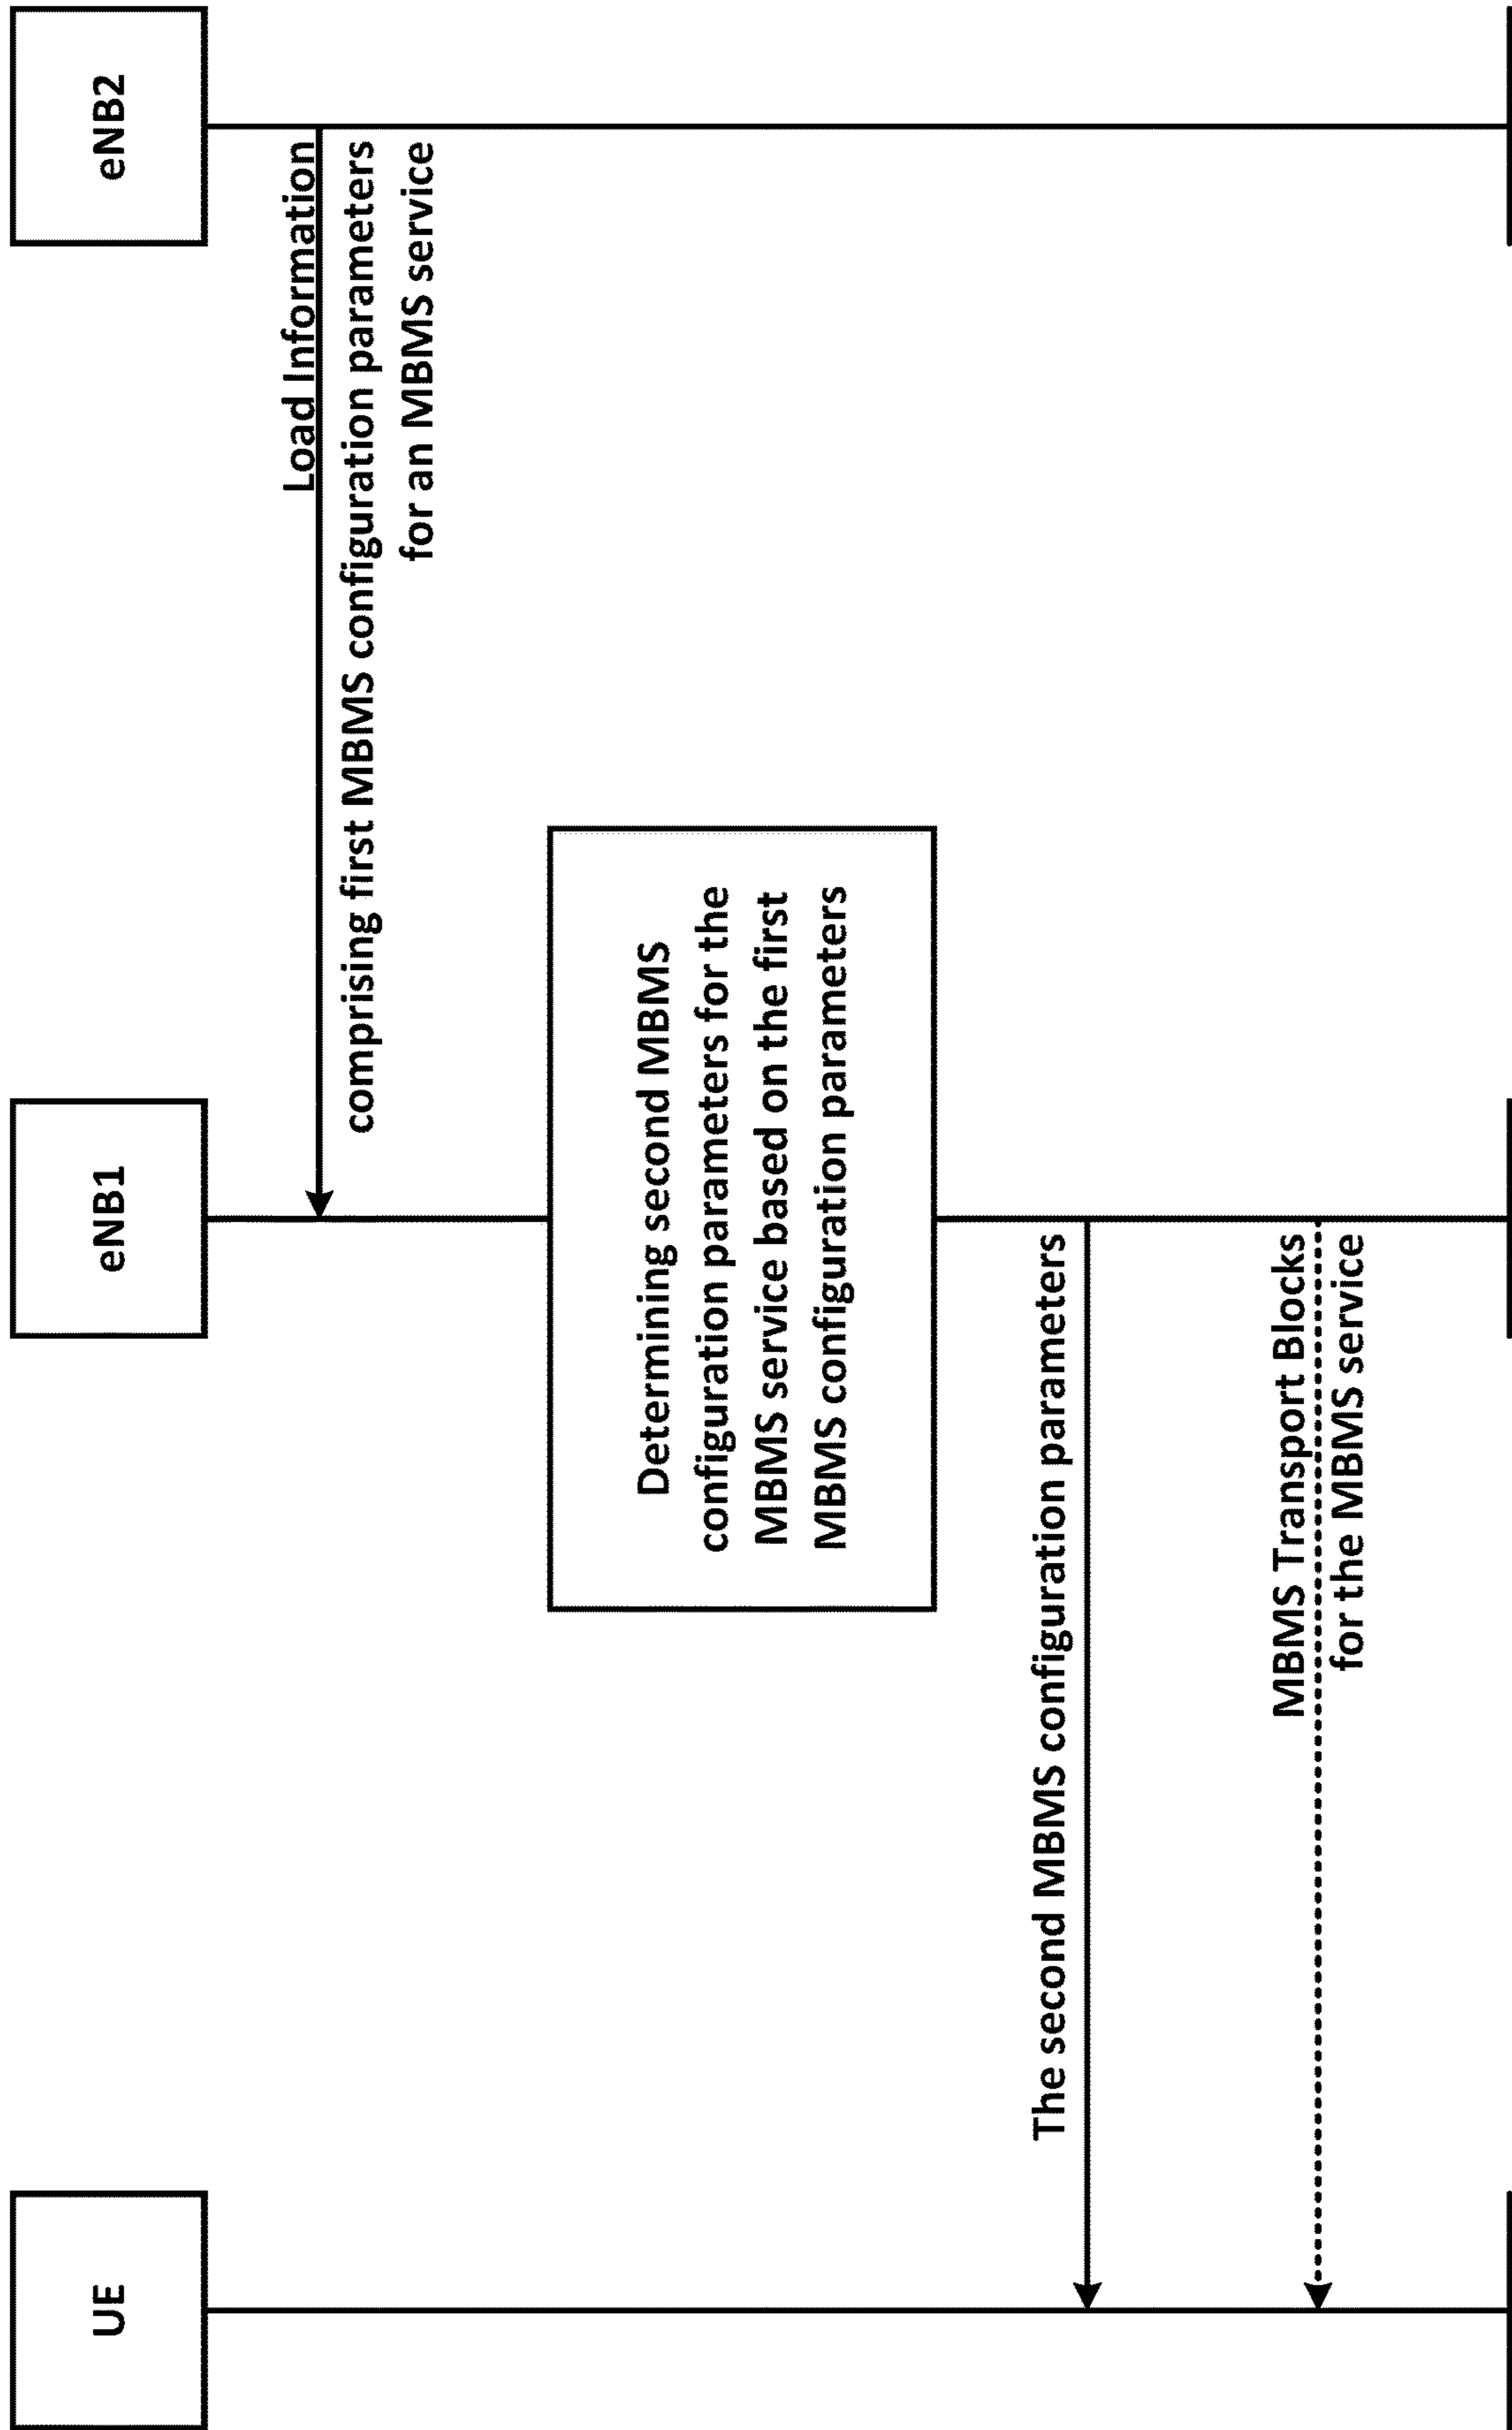 UE
eNB1
eNB2
Load Information
comprising first MBMS configuration parameters
for an MBMS service
Determining second MBMS
configuration parameters for the
MBMS service based on the first
MBMS configuration parameters
The second MBMS configuration parameters
MBMS Transport Blocks
for the MBMS service